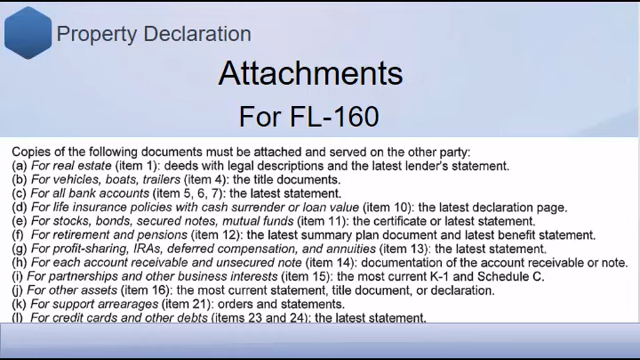 Property Declaration
Attachments
For FL-160
Copies of the following documents must be attached and served on the other party:
(a) For real estate (item 1): deeds with legal descriptions and the latest lender's statement.
(b) For vehicles, boats, trailers (item 4): the title documents.
(c) For all bank accounts (item 5, 6, 7): the latest statement.
(d) For life insurance policies with cash surrender or loan value (item 10): the latest declaration page.
(e) For stocks, bonds, secured notes, mutual funds (item 11): the certificate or latest statement.
(f) For retirement and pensions (item 12): the latest summary plan document and latest benefit statement.
(g) For profit-sharing, IRAs, deferred compensation, and annuities (item 13): the latest statement.
(h) For each account receivable and unsecured note (item 14): documentation of the account receivable or note.
(i) For partnerships and other business interests (item 15): the most current K-1 and Schedule C.
(j) For other assets (item 16): the most current statement, title document, or declaration.
(k) For support arrearages (item 21): orders and statements.
(l) For credit cards and other debts (items 23 and 24): the latest statement.